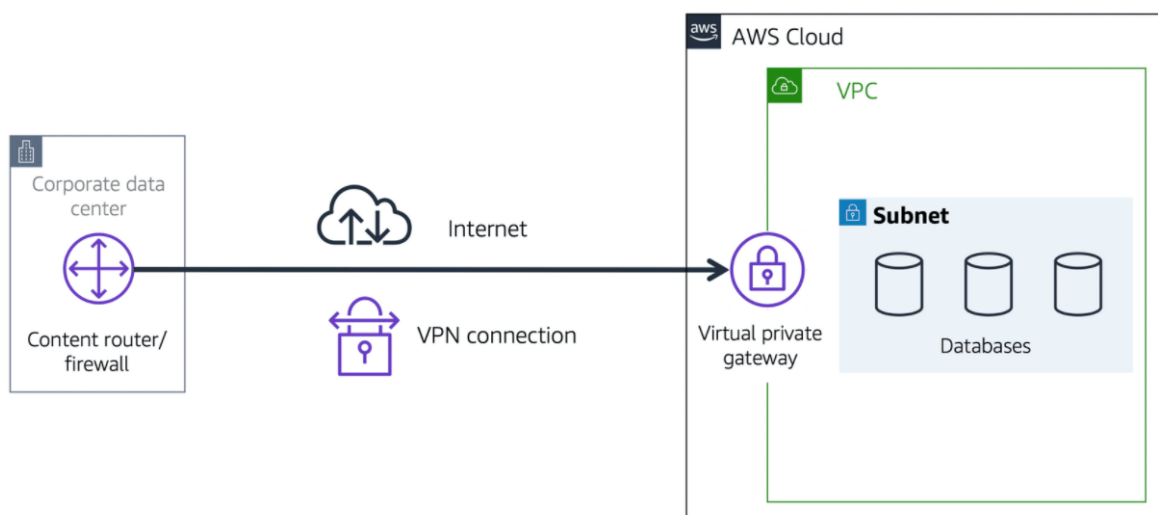 aws
AWS Cloud
VPC
Corporate data
center
Content router/
firewall
Internet
VPN connection
Virtual private
gateway
Subnet
Databases